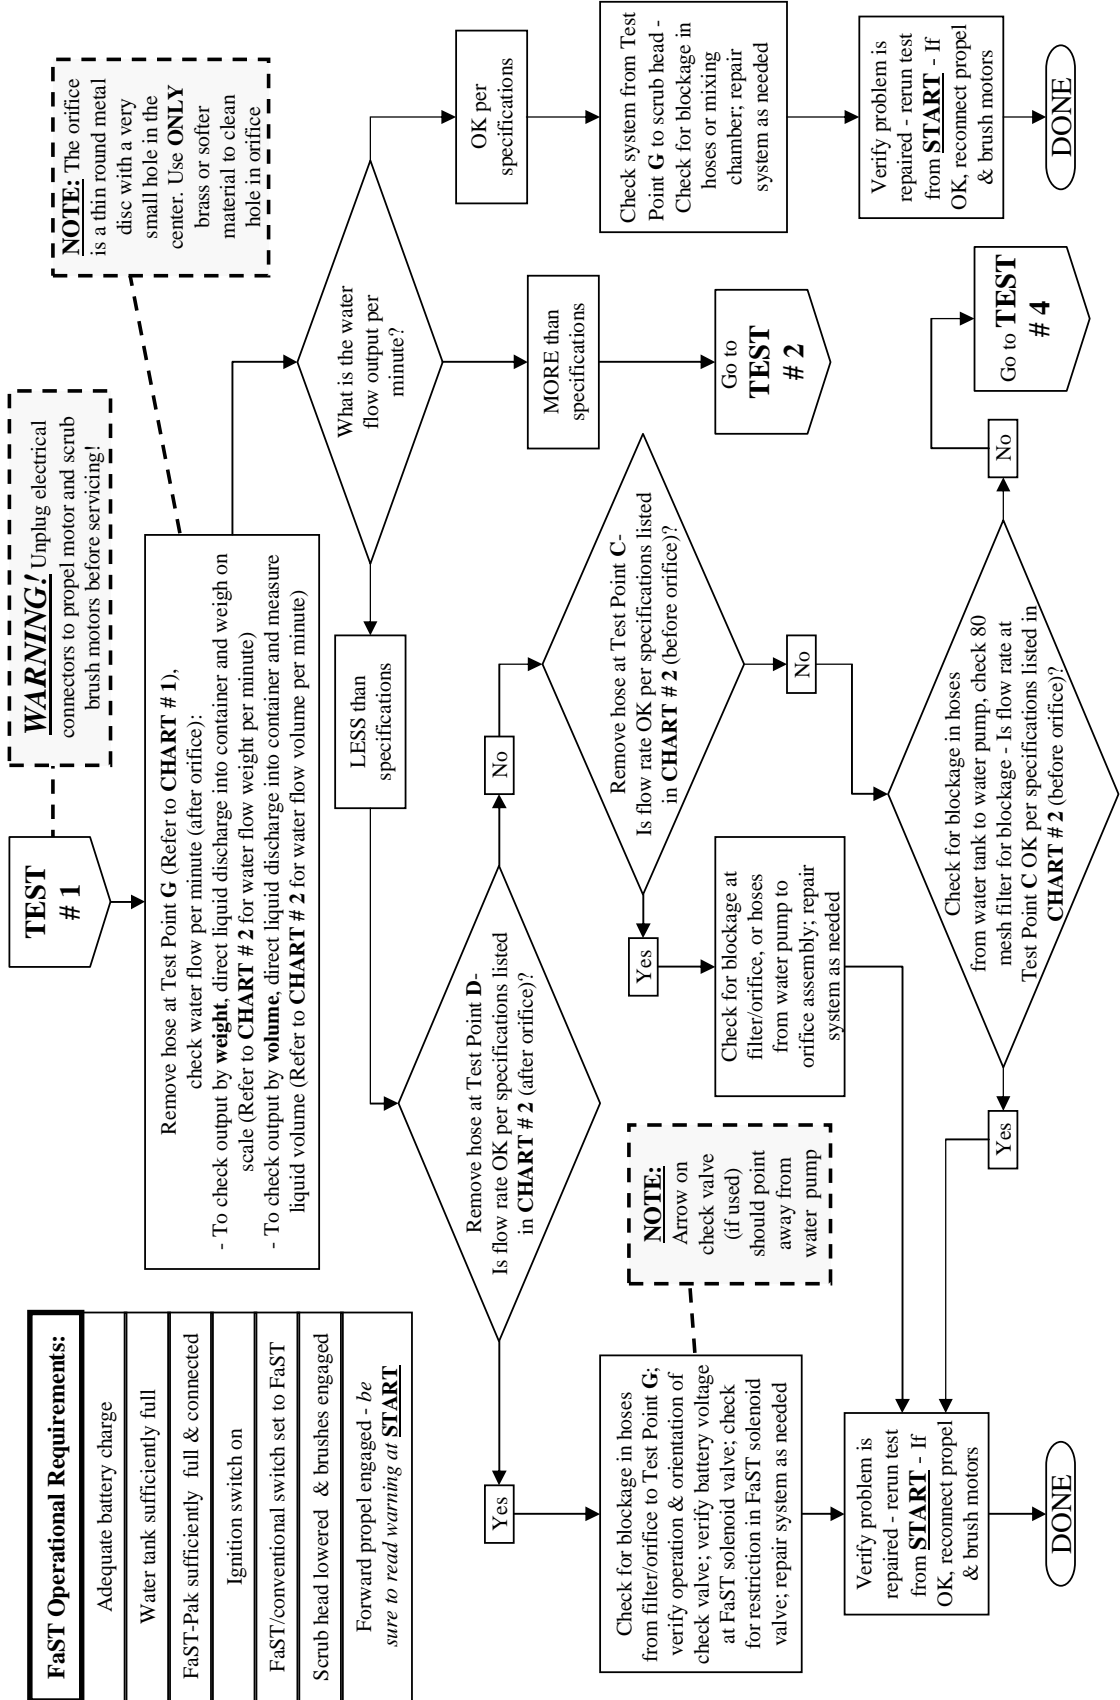 FaST Operational Requirements:
Adequate battery charge
Water tank sufficiently full
FaST-Pak sufficiently full & connected
Ignition switch on
FaST/conventional switch set to FaST
Scrub head lowered & brushes engaged
Forward propel engaged - be
sure to read warning at START
TEST
# 1
WARNING! Unplug electrical
connectors to propel motor and scrub
brush motors before servicing!
NOTE: The orifice
is a thin round metal
disc with a very
small hole in the
center. Use ONLY
brass or softer
material to clean
hole in orifice
Remove hose at Test Point G (Refer to CHART # 1),
check water flow per minute (after orifice):
- To check output by weight, direct liquid discharge into container and weigh on
scale (Refer to CHART # 2 for water flow weight per minute)
- To check output by volume, direct liquid discharge into container and measure
liquid volume (Refer to CHART # 2 for water flow volume per minute)
What is the water
flow output per
minute?
LESS than
specifications
MORE than
specifications
OK per
specifications
Go to
TEST
# 2
Check system from Test
Point G to scrub head -
Check for blockage in
hoses or mixing
chamber; repair
system as needed
Verify problem is
repaired - rerun test
from START - If
OK, reconnect propel
& brush motors
DONE
Remove hose at Test Point D-
Is flow rate OK per specifications listed
in CHART # 2 (after orifice)?
Yes
No
Remove hose at Test Point C-
Is flow rate OK per specifications listed
in CHART # 2 (before orifice)?
Yes
No
Check for blockage in hoses
from filter/orifice to Test Point G;
verify operation & orientation of
check valve; verify battery voltage
at FaST solenoid valve; check
for restriction in FaST solenoid
valve; repair system as needed
NOTE:
Arrow on
check valve
(if used)
should point
away from
water pump
Check for blockage at
filter/orifice, or hoses
from water pump to
orifice assembly; repair
system as needed
Check for blockage in hoses
from water tank to water pump, check 80
mesh filter for blockage - Is flow rate at
Test Point C OK per specifications listed in
CHART # 2 (before orifice)?
Yes
No
Go to TEST
# 4
Verify problem is
repaired - rerun test
from START - If
OK, reconnect propel
& brush motors
DONE